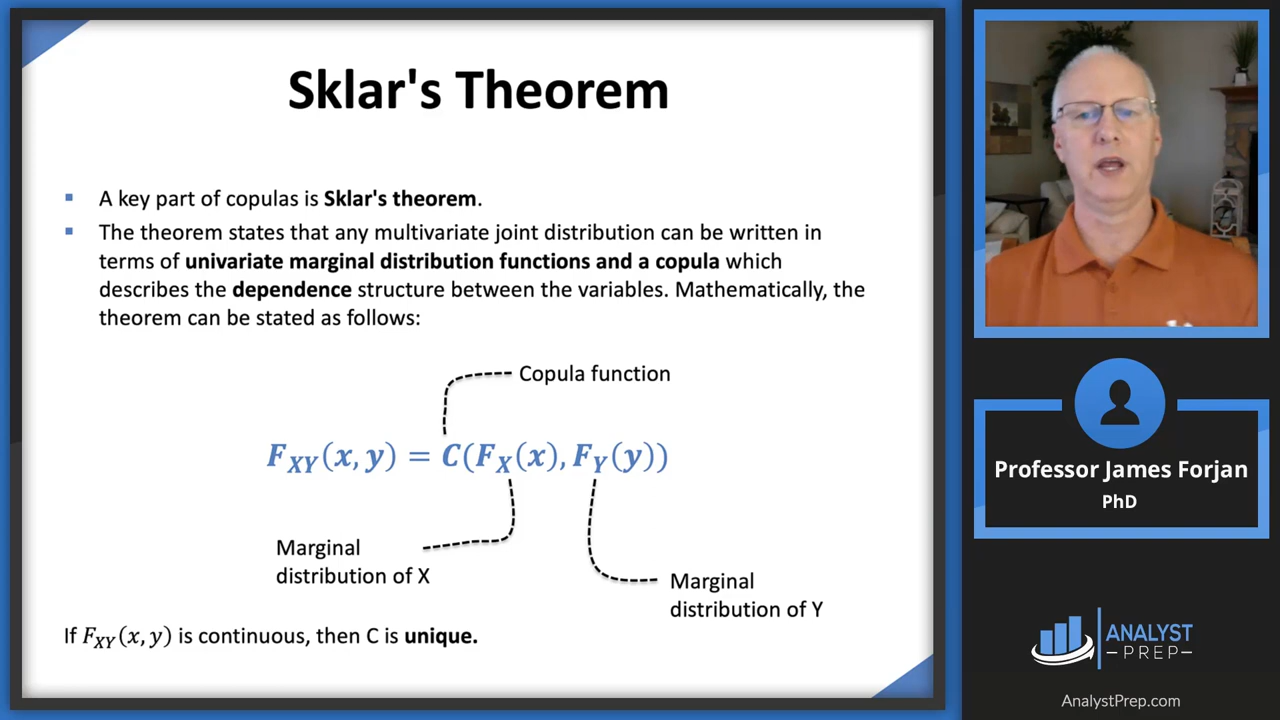 Sklar's Theorem
▪ A key part of copulas is Sklar's theorem.
▪ The theorem states that any multivariate joint distribution can be written in
terms of univariate marginal distribution functions and a copula which
describes the dependence structure between the variables. Mathematically, the
theorem can be stated as follows:
Copula function
F_XY(x, y) = C(F_X(x), F_Y(y))
Marginal
distribution of X
Marginal
distribution of Y
If F_XY(x, y) is continuous, then C is unique.
Professor James Forjan
PhD
ANALYST
PREP
AnalystPrep.com